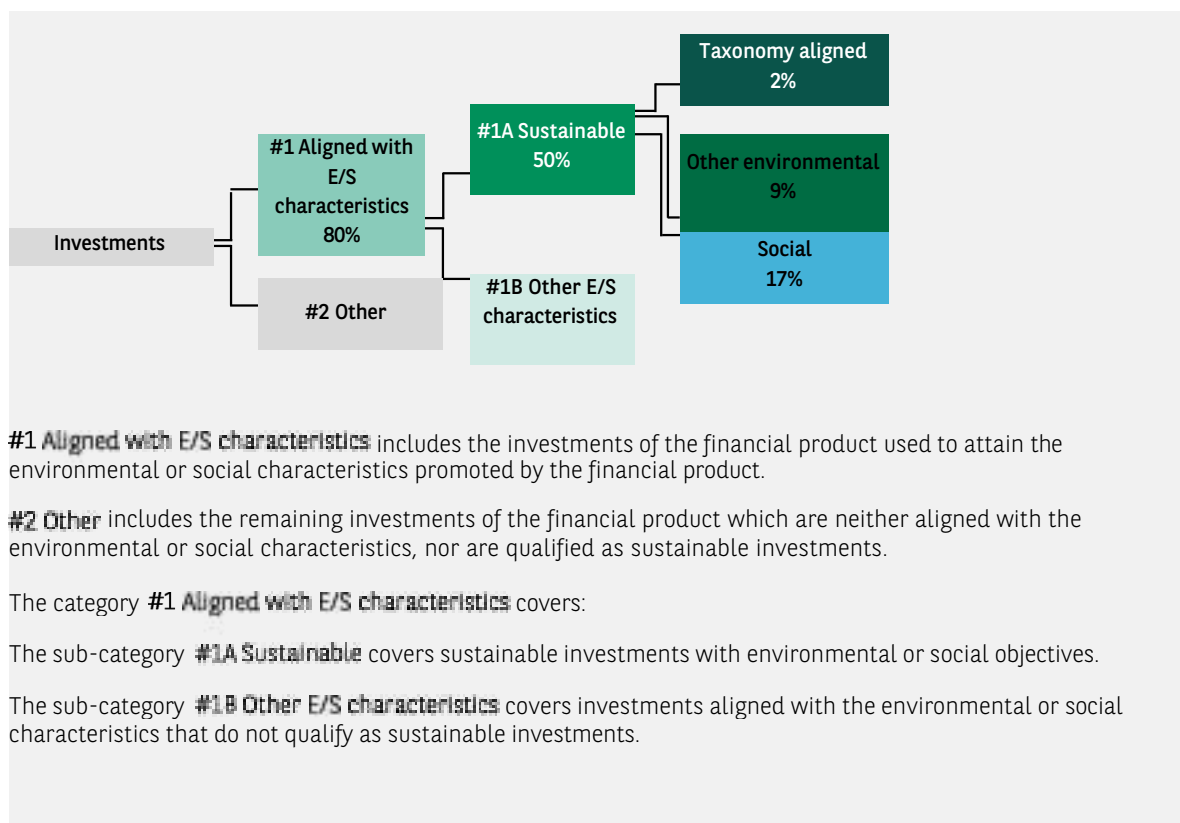 Taxonomy aligned
2%
#1A Sustainable
50%
#1 Aligned with
E/S
characteristics
80%
Other environmental
9%
Investments
Social
17%
#2 Other
#1B Other E/S
characteristics
#1 Aligned with E/S characteristics includes the investments of the financial product used to attain the
environmental or social characteristics promoted by the financial product.
#2 Other includes the remaining investments of the financial product which are neither aligned with the
environmental or social characteristics, nor are qualified as sustainable investments.
The category #1 Aligned with E/S characteristics covers:
The sub-category #1A Sustainable covers sustainable investments with environmental or social objectives.
The sub-category #1B Other E/S characteristics covers investments aligned with the environmental or social
characteristics that do not qualify as sustainable investments.